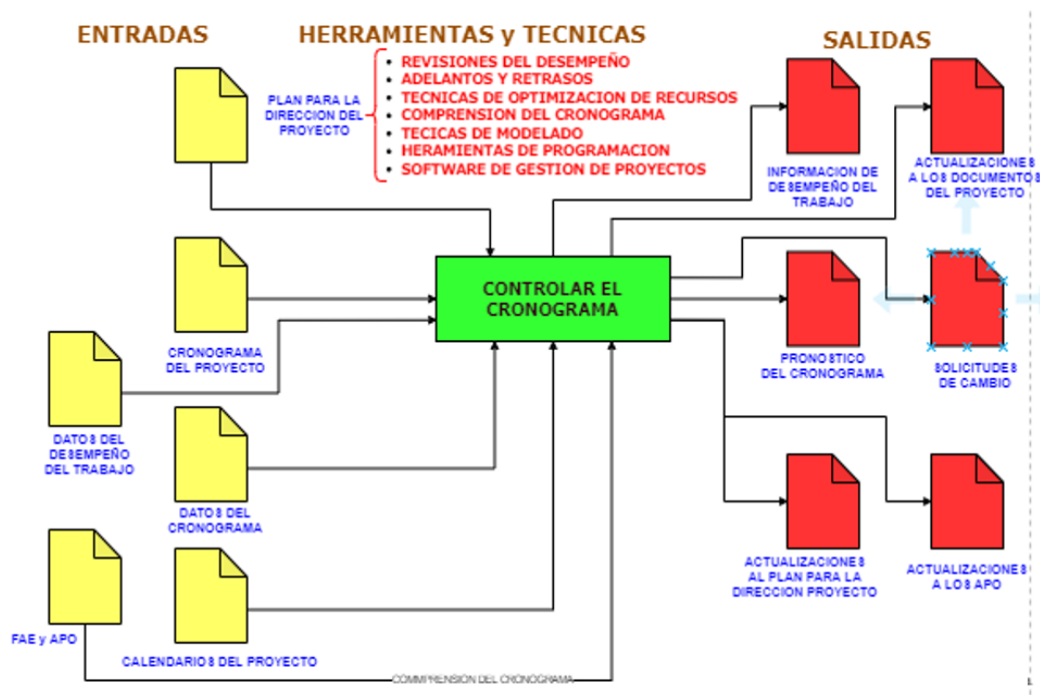 ENTRADAS
HERRAMIENTAS y TECNICAS
SALIDAS
PLAN PARA LA
DIRECCION DEL
PROYECTO
• REVISIONES DEL DESEMPEÑO
• ADELANTOS Y RETRASOS
• TECNICAS DE OPTIMIZACION DE RECURSOS
• COMPRENSION DEL CRONOGRAMA
• TECICAS DE MODELADO
• HERAMIENTAS DE PROGRAMACION
• SOFTWARE DE GESTION DE PROYECTOS
INFORMACION DE
DESEMPEÑO DEL
TRABAJO
ACTUALIZACIONES
A LOS DOCUMENTOS
DEL PROYECTO
CONTROLAR EL
CRONOGRAMA
CRONOGRAMA
DEL PROYECTO
PRONOSTICO
DEL CRONOGRAMA
SOLICITUDES
DE CAMBIO
DATOS DEL
DESEMPEÑO
DEL TRABAJO
DATOS DEL
CRONOGRAMA
ACTUALIZACIONES
AL PLAN PARA LA
DIRECCION PROYECTO
ACTUALIZACIONES
A LOS APO
FAE y APO
CALENDARIOS DEL PROYECTO
COMMPRENSION DEL CRONOGRAMA